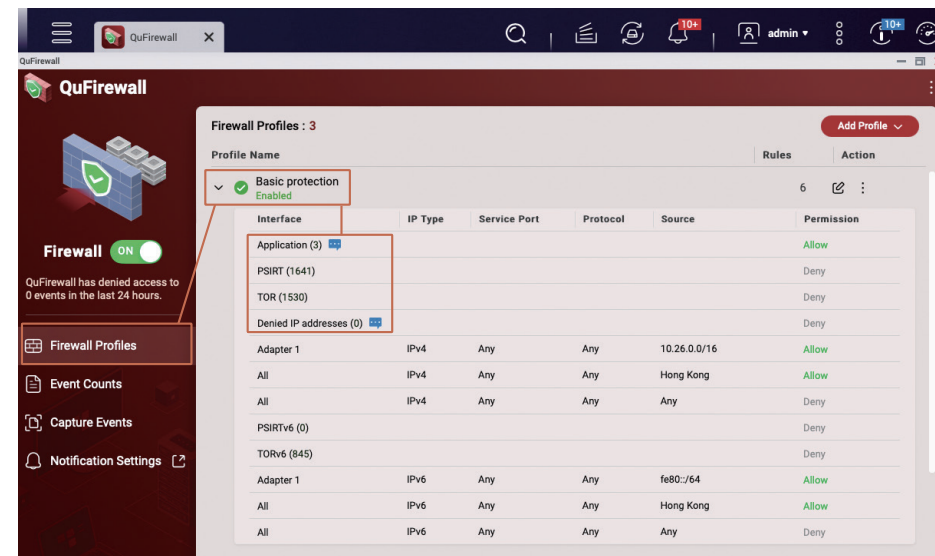 QuFirewall
10+
admin
10+
QuFirewall
QuFirewall
Firewall Profiles : 3
Add Profile
Profile Name Rules Action
Basic protection
Enabled
6
Interface IP Type Service Port Protocol Source Permission
Application (3) Allow
PSIRT (1641) Deny
TOR (1530) Deny
Denied IP addresses (0) Deny
Adapter 1 IPv4 Any Any 10.26.0.0/16 Allow
All IPv4 Any Any Hong Kong Allow
All IPv4 Any Any Any Deny
PSIRTv6 (0) Deny
TORv6 (845) Deny
Adapter 1 IPv6 Any Any fe80::/64 Allow
All IPv6 Any Any Hong Kong Allow
All IPv6 Any Any Any Deny
Firewall ON
QuFirewall has denied access to
0 events in the last 24 hours.
Firewall Profiles
Event Counts
Capture Events
Notification Settings